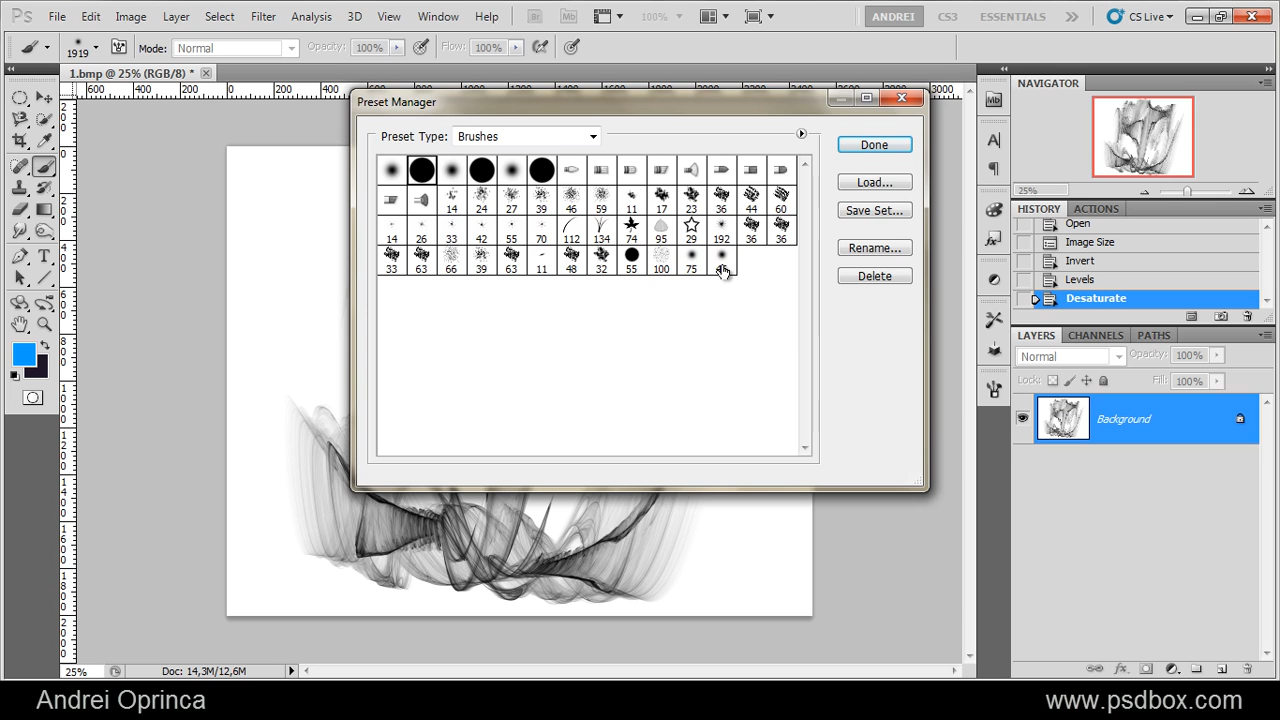 Ps File Edit Image Layer Select Filter Analysis 3D View Window Help Br Mb 100% ANDREI CS3 ESSENTIALS CS Live
1919 Mode: Normal Opacity: 100% Flow: 100%
1.bmp @ 25% (RGB/8) *
Preset Manager
Preset Type: Brushes
Done
Load...
Save Set...
Rename...
Delete
14 24 27 39 46 59 11 17 23 36 44 60
14 26 33 42 55 70 112 134 74 95 29 192 36 36
33 63 66 39 63 11 48 32 55 100 75
NAVIGATOR
25%
HISTORY ACTIONS
Open
Image Size
Invert
Levels
Desaturate
LAYERS CHANNELS PATHS
Normal Opacity: 100%
Lock: Fill: 100%
Background
25% Doc: 14,3M/12,6M
Andrei Oprinca www.psdbox.com